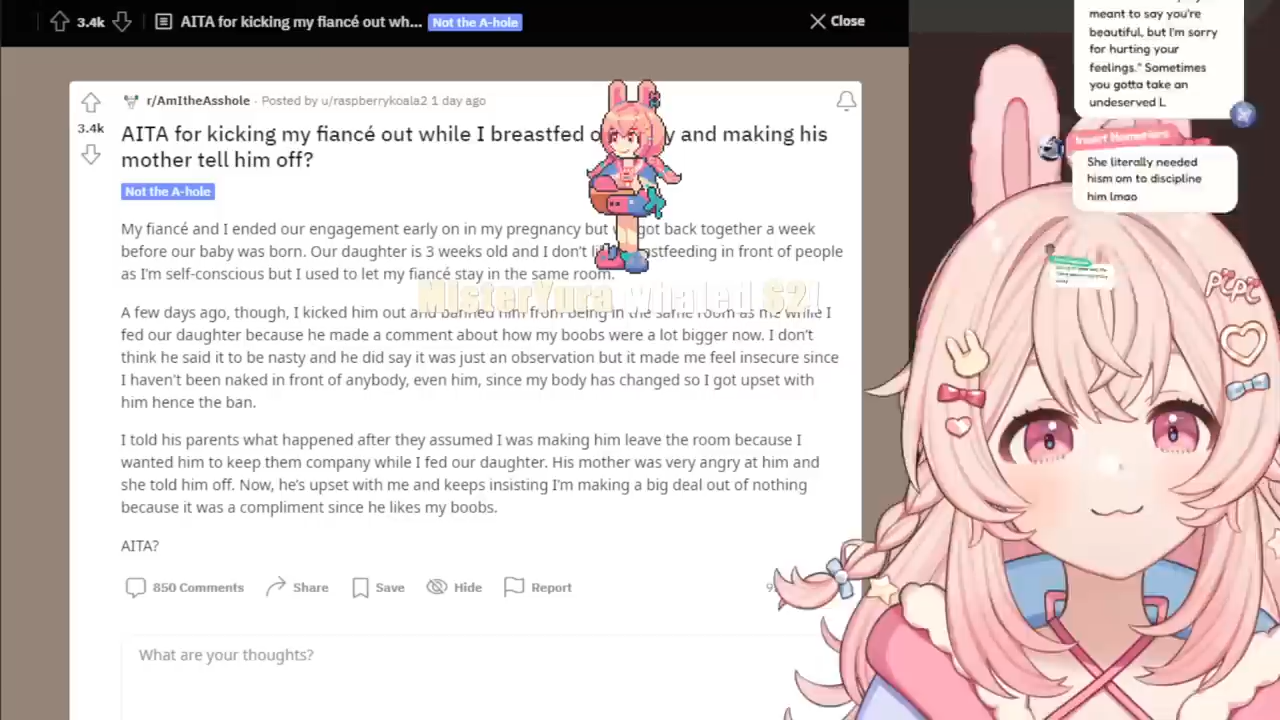 3.4k
AITA for kicking my fiancé out wh...
Not the A-hole
Close
r/AmItheAsshole · Posted by u/raspberrykoala2 1 day ago
3.4k
AITA for kicking my fiancé out while I breastfed and making his
mother tell him off?
Not the A-hole
My fiancé and I ended our engagement early on in my pregnancy but got back together a week
before our baby was born. Our daughter is 3 weeks old and I don't in front of people
as I'm self-conscious but I used to let my fiancé stay in the same room.
MisterYura whaled 62!
A few days ago, though, I kicked him out and banned him from being in the same room as me while I
fed our daughter because he made a comment about how my boobs were a lot bigger now. I don't
think he said it to be nasty and he did say it was just an observation but it made me feel insecure since
I haven't been naked in front of anybody, even him, since my body has changed so I got upset with
him hence the ban.
I told his parents what happened after they assumed I was making him leave the room because I
wanted him to keep them company while I fed our daughter. His mother was very angry at him and
she told him off. Now, he's upset with me and keeps insisting I'm making a big deal out of nothing
because it was a compliment since he likes my boobs.
AITA?
850 Comments
Share
Save
Hide
Report
What are your thoughts?
meant to say you're
beautiful, but I'm sorry
for hurting your
feelings." Sometimes
you gotta take an
undeserved L
She literally needed
hism om to discipline
him lmao
PiPi